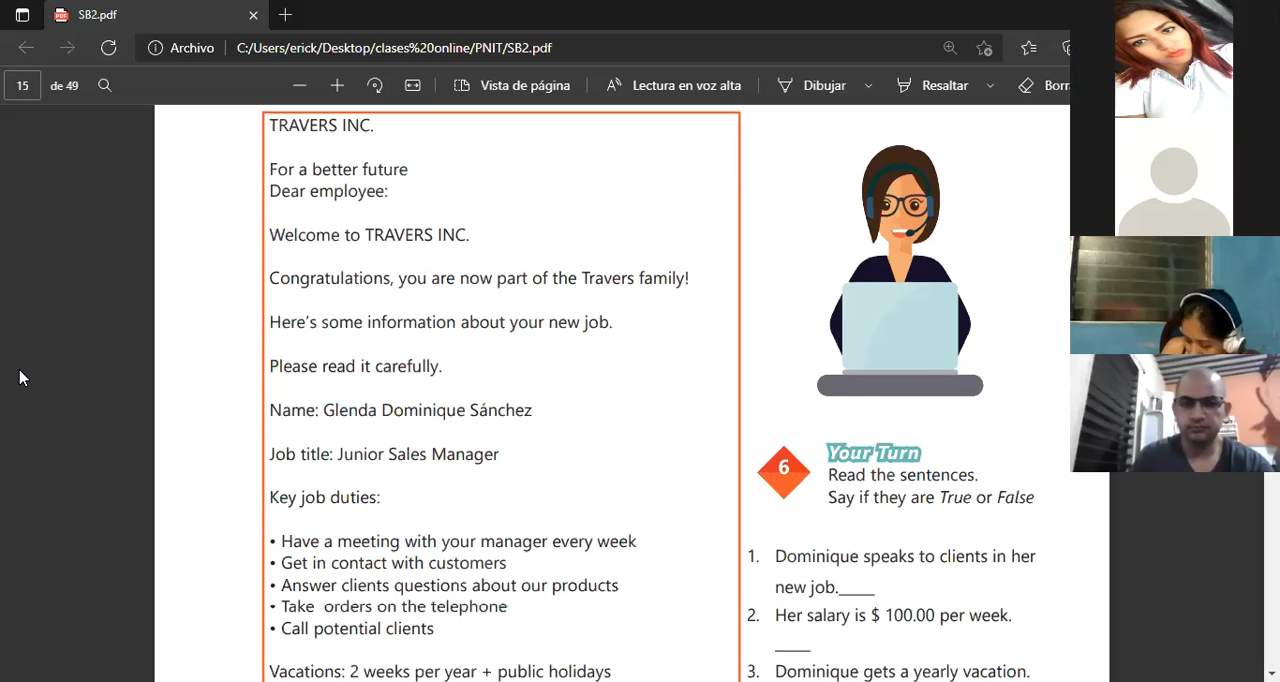 SB2.pdf
Archivo
C:/Users/erick/Desktop/clases%20online/PNIT/SB2.pdf
15 de 49
Vista de página
Lectura en voz alta
Dibujar
Resaltar
TRAVERS INC.
For a better future
Dear employee:
Welcome to TRAVERS INC.
Congratulations, you are now part of the Travers family!
Here's some information about your new job.
Please read it carefully.
Name: Glenda Dominique Sánchez
Job title: Junior Sales Manager
Key job duties:
• Have a meeting with your manager every week
• Get in contact with customers
• Answer clients questions about our products
• Take orders on the telephone
• Call potential clients
Vacations: 2 weeks per year + public holidays
6
Your Turn
Read the sentences.
Say if they are True or False
1. Dominique speaks to clients in her
new job.____
2. Her salary is $ 100.00 per week.
____
3. Dominique gets a yearly vacation.